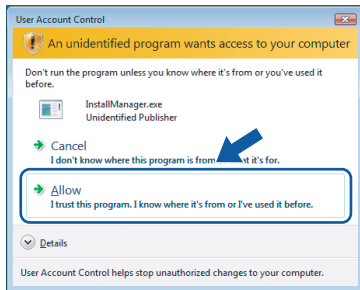 User Account Control
An unidentified program wants access to your computer
Don't run the program unless you know where it's from or you've used it
before.
InstallManager.exe
Unidentified Publisher
Cancel
I don't know where this program is from it's for.
Allow
I trust this program. I know where it's from or I've used it before.
Details
User Account Control helps stop unauthorized changes to your computer.